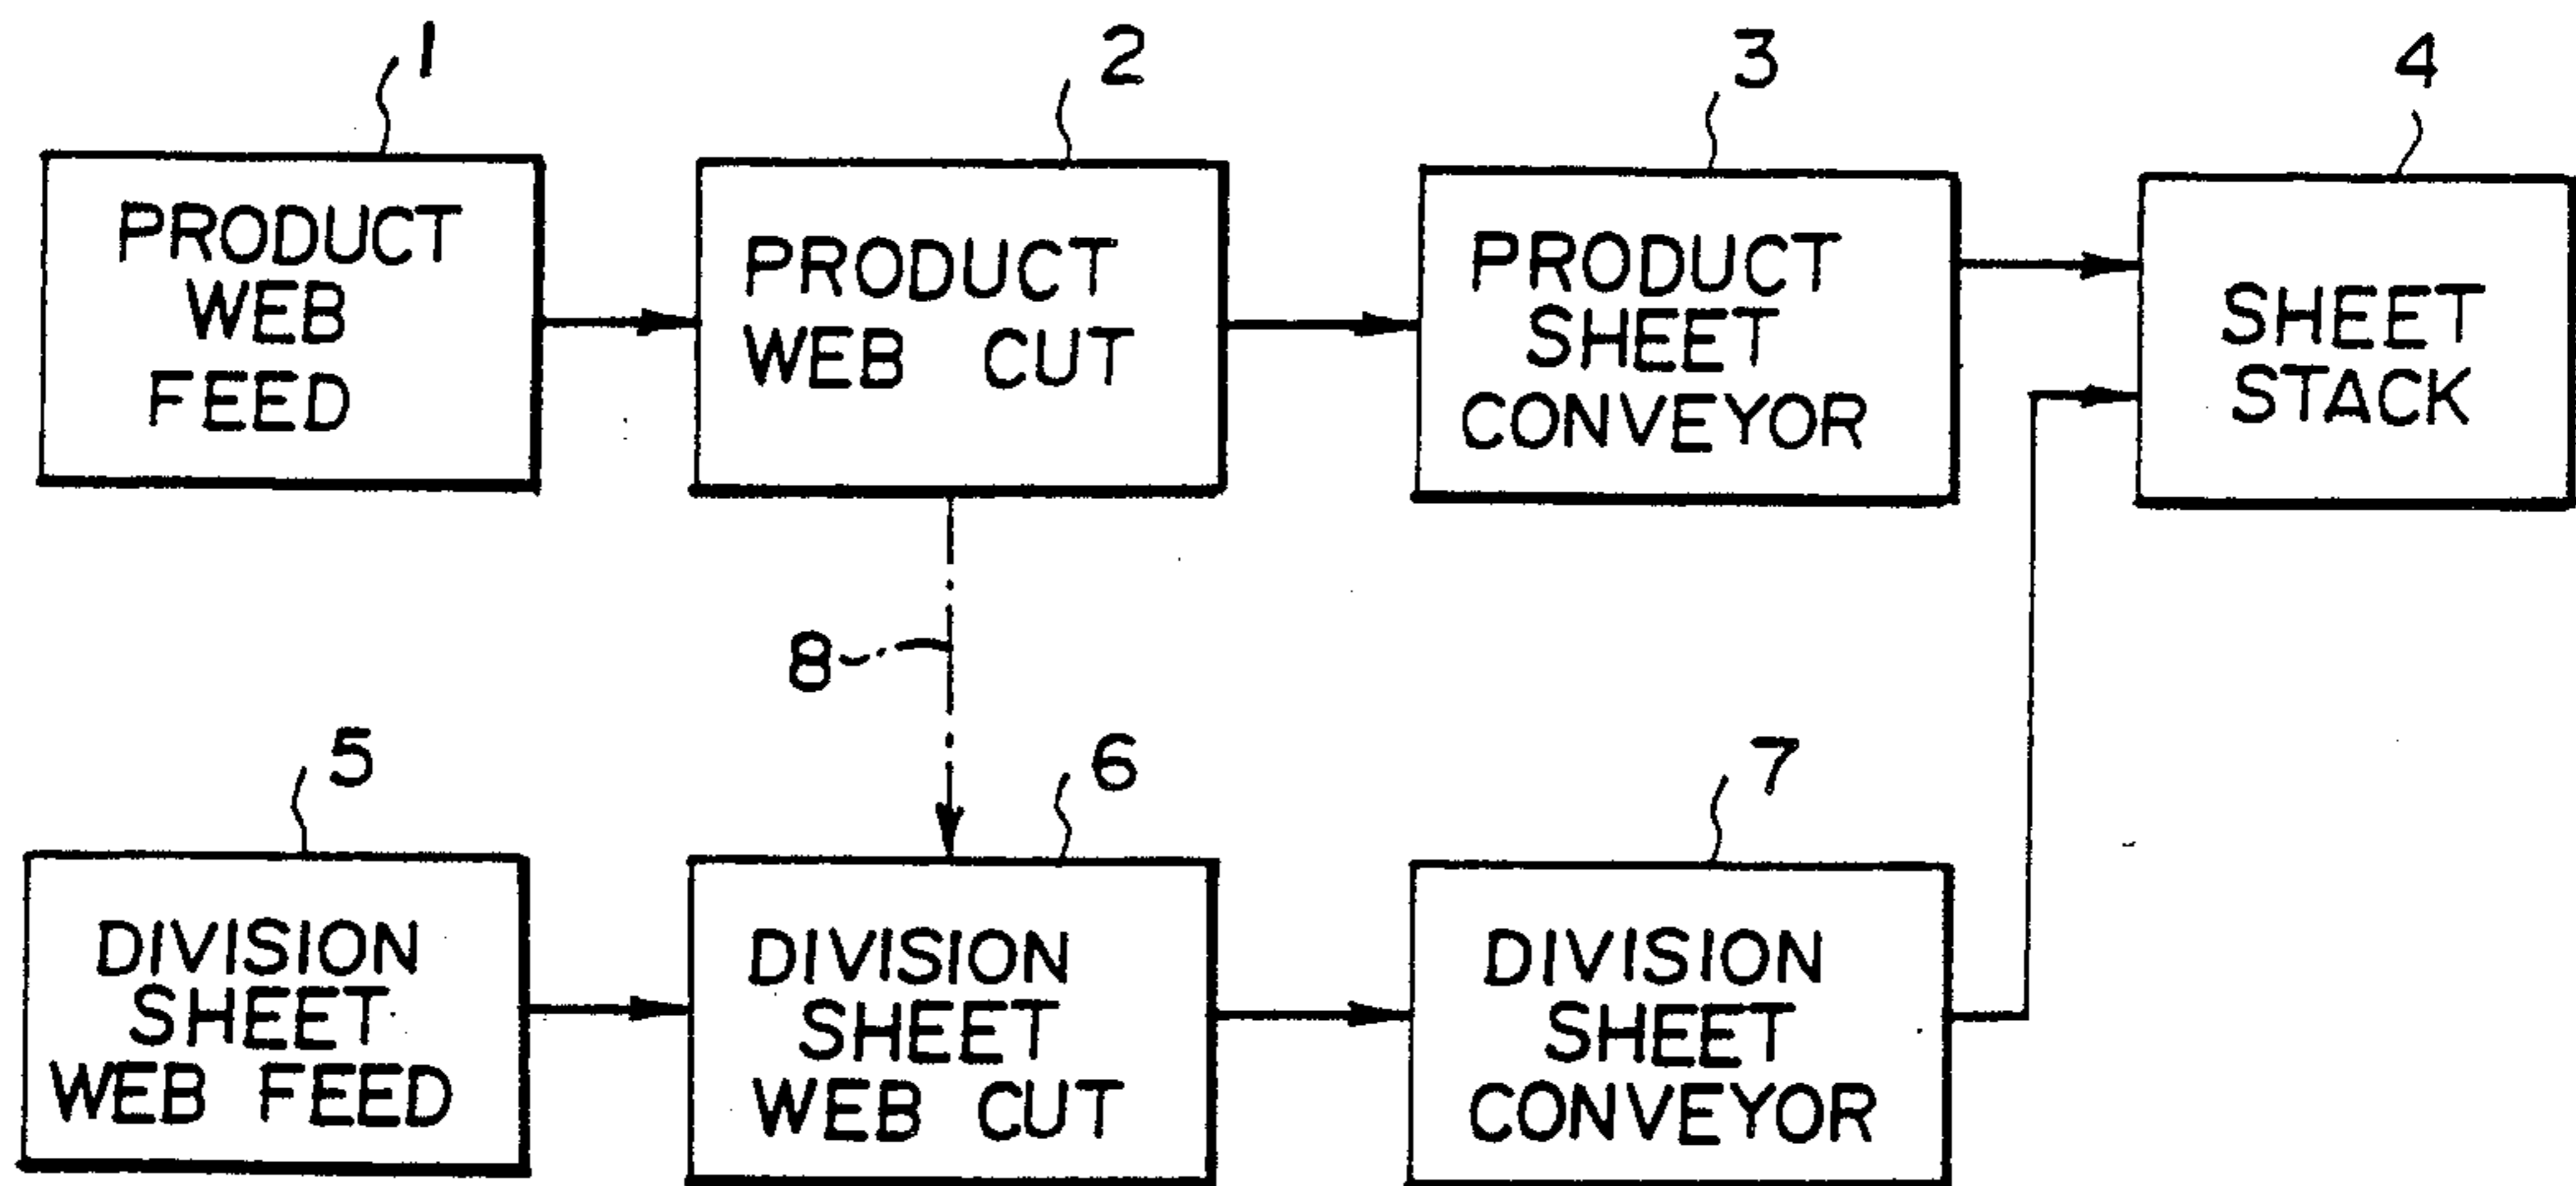 1
2
3
4
PRODUCT
WEB
FEED
PRODUCT
WEB CUT
PRODUCT
SHEET
CONVEYOR
SHEET
STACK
8
5
6
7
DIVISION
SHEET
WEB FEED
DIVISION
SHEET
WEB CUT
DIVISION
SHEET
CONVEYOR